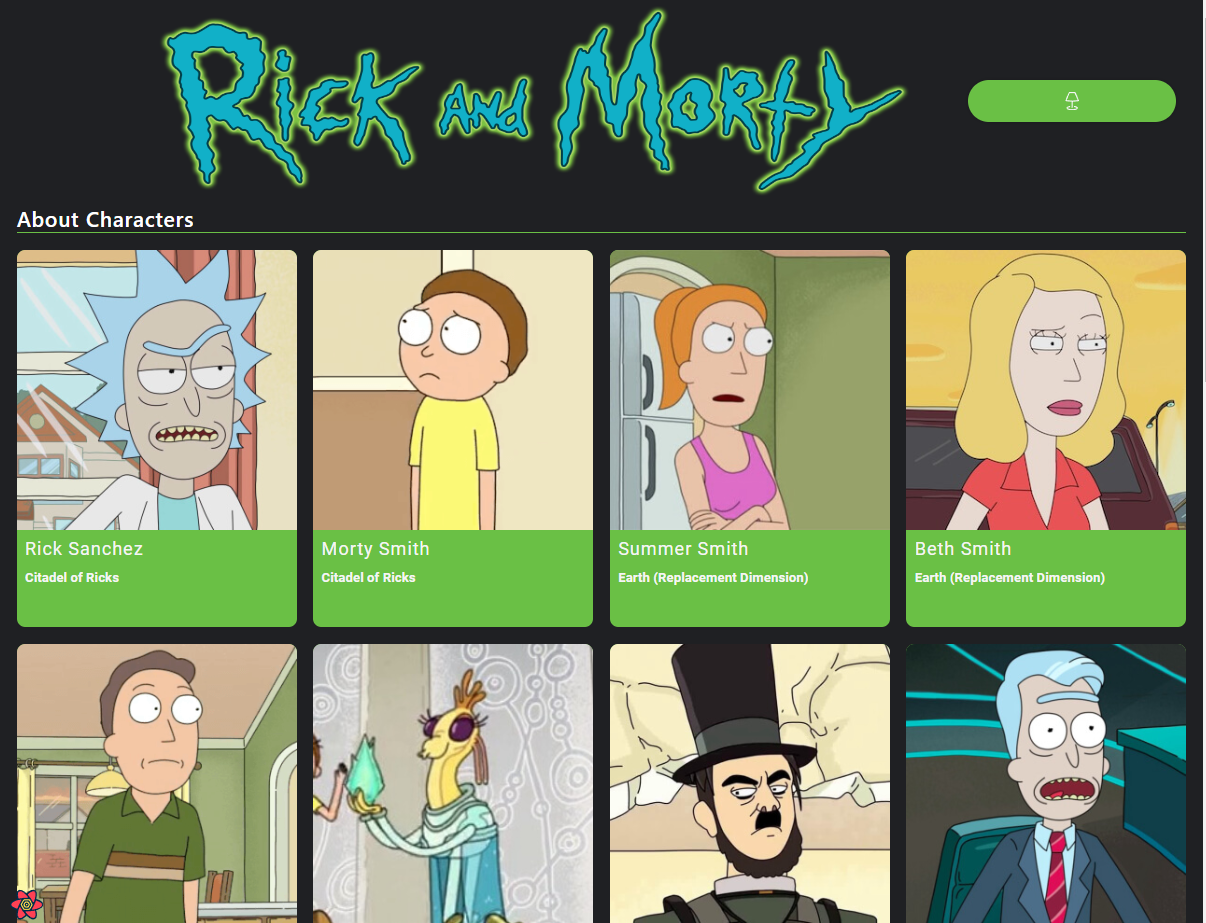 Rick and Morty
About Characters
Rick Sanchez
Citadel of Ricks
Morty Smith
Citadel of Ricks
Summer Smith
Earth (Replacement Dimension)
Beth Smith
Earth (Replacement Dimension)